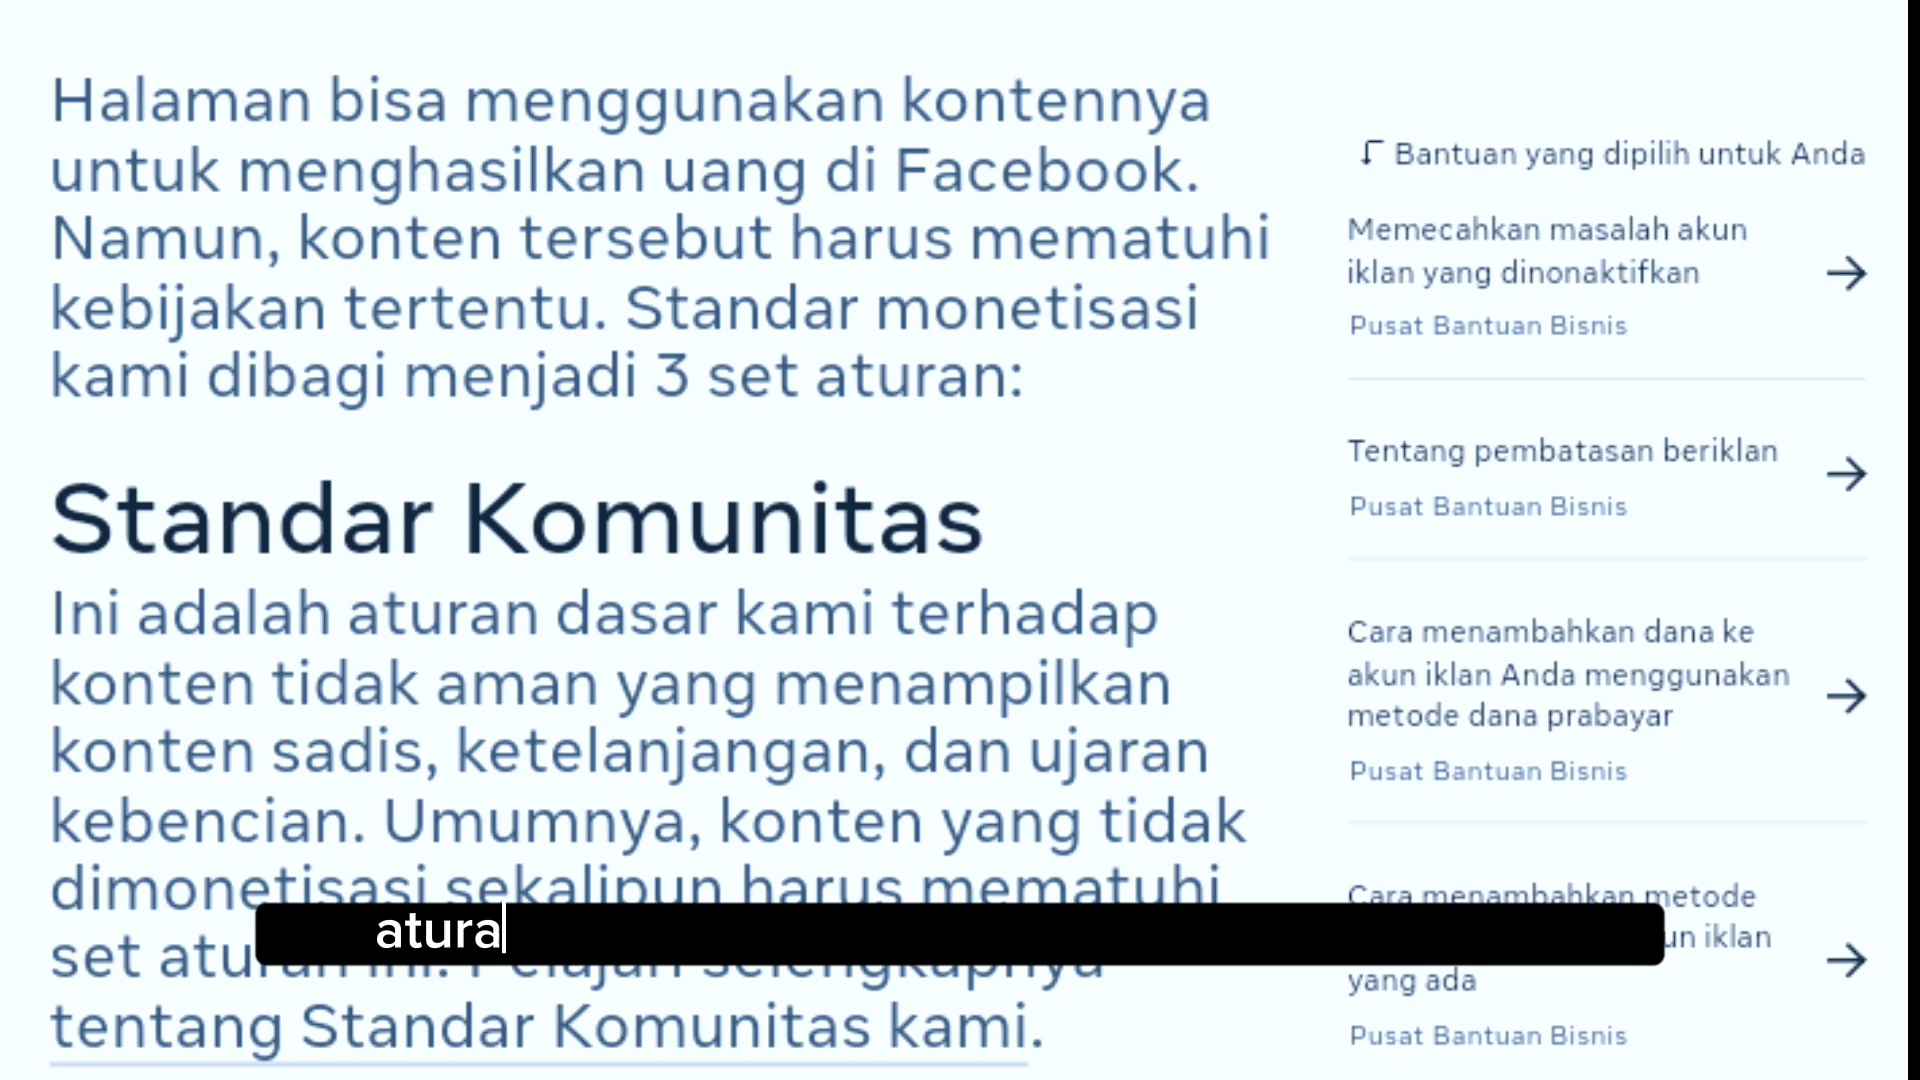 Halaman bisa menggunakan kontennya
untuk menghasilkan uang di Facebook.
Namun, konten tersebut harus mematuhi
kebijakan tertentu. Standar monetisasi
kami dibagi menjadi 3 set aturan:
Standar Komunitas
Ini adalah aturan dasar kami terhadap
konten tidak aman yang menampilkan
konten sadis, ketelanjangan, dan ujaran
kebencian. Umumnya, konten yang tidak
dimonetisasi sekalipun harus mematuhi
set aturan ini. Pelajari selengkapnya
tentang Standar Komunitas kami.
atura
Bantuan yang dipilih untuk Anda
Memecahkan masalah akun
iklan yang dinonaktifkan
Pusat Bantuan Bisnis
Tentang pembatasan beriklan
Pusat Bantuan Bisnis
Cara menambahkan dana ke
akun iklan Anda menggunakan
metode dana prabayar
Pusat Bantuan Bisnis
Cara menambahkan metode
iklan
yang ada
Pusat Bantuan Bisnis